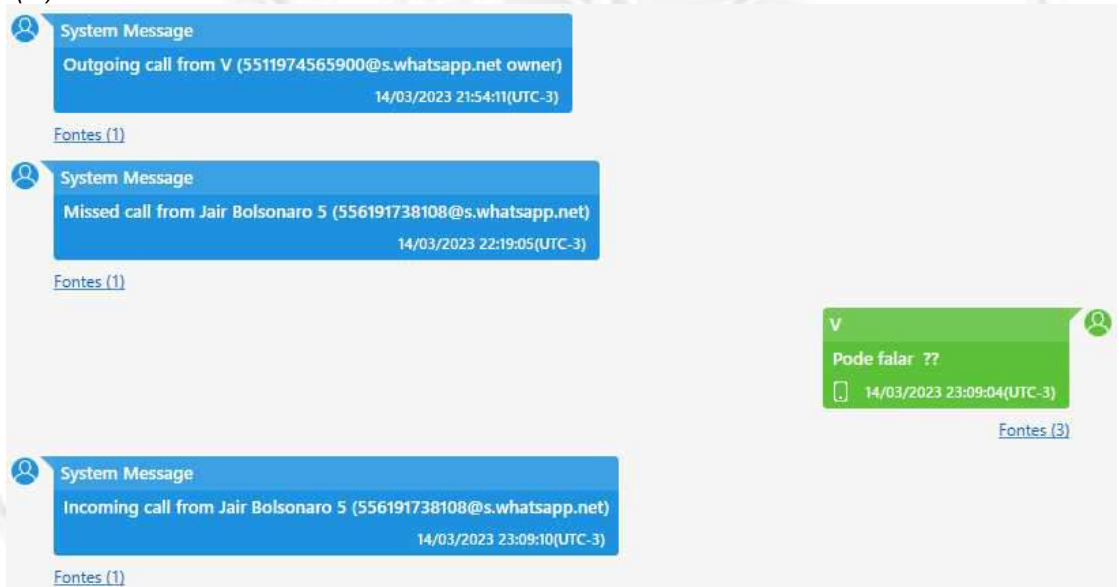 System Message
Outgoing call from V (5511974565900@s.whatsapp.net owner)
14/03/2023 21:54:11(UTC-3)
Fontes (1)
System Message
Missed call from Jair Bolsonaro 5 (556191738108@s.whatsapp.net)
14/03/2023 22:19:05(UTC-3)
Fontes (1)
V
Pode falar ??
14/03/2023 23:09:04(UTC-3)
Fontes (3)
System Message
Incoming call from Jair Bolsonaro 5 (556191738108@s.whatsapp.net)
14/03/2023 23:09:10(UTC-3)
Fontes (1)